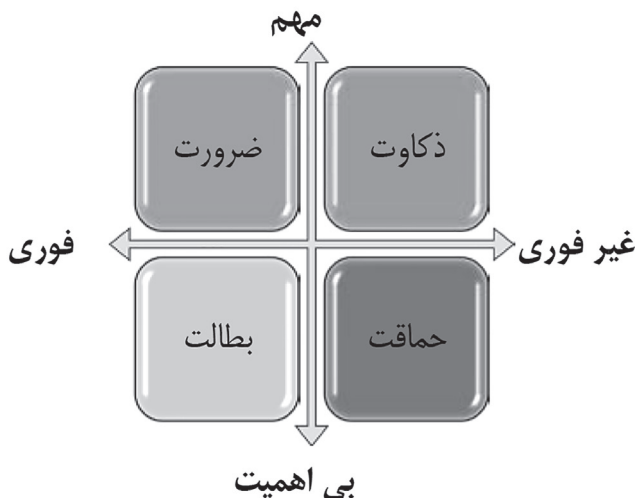 مهم
ذکاوت
ضرورت
غیر فوری
فوری
حماقت
بطالت
بی اهمیت